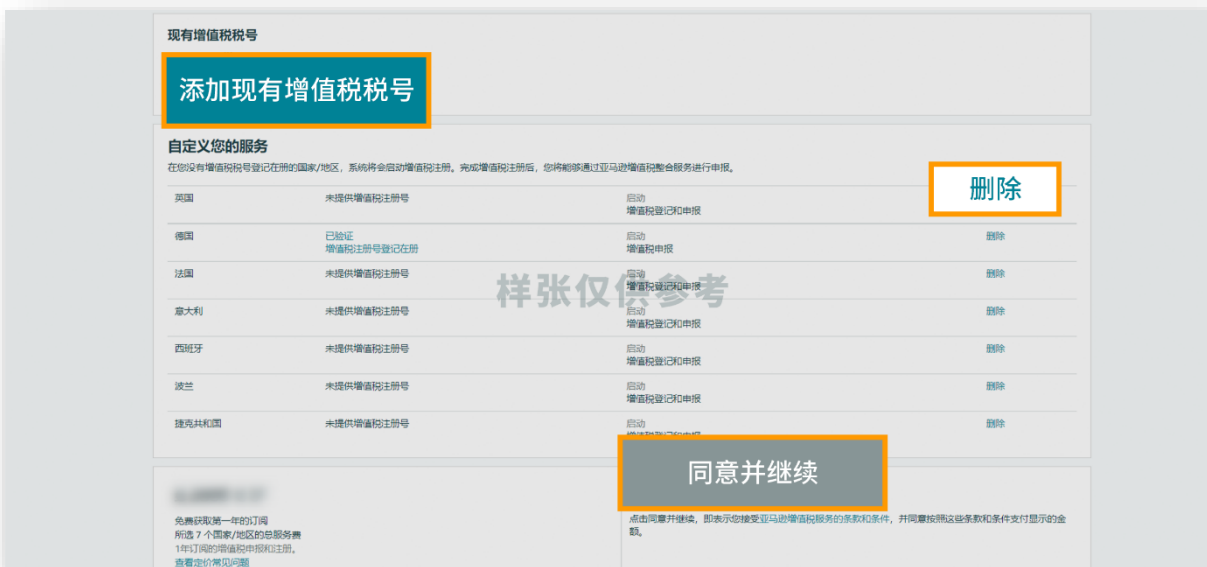 现有增值税税号
添加现有增值税税号
自定义您的服务
在您没有增值税税号登记在册的国家/地区，系统将会启动增值税注册。完成增值税注册后，您将能够通过亚马逊增值税整合服务进行申报。
删除
英国 未提供增值税注册号 启动
增值税登记和申报
德国 已验证 启动 删除
增值税注册号登记在册 增值税申报
法国 未提供增值税注册号 启动 删除
增值税登记和申报
样张仅供参考
意大利 未提供增值税注册号 启动 删除
增值税登记和申报
西班牙 未提供增值税注册号 启动 删除
增值税登记和申报
波兰 未提供增值税注册号 启动 删除
增值税登记和申报
捷克共和国 未提供增值税注册号 启动 删除
增值税登记和申报
同意并继续
免费获取第一年的订阅
所选 7 个国家/地区的总服务费
1年订阅的增值税申报和注册。
查看定价常见问题
点击同意并继续，即表示您接受亚马逊增值税服务的条款和条件，并同意按照这些条款和条件支付显示的金
额。